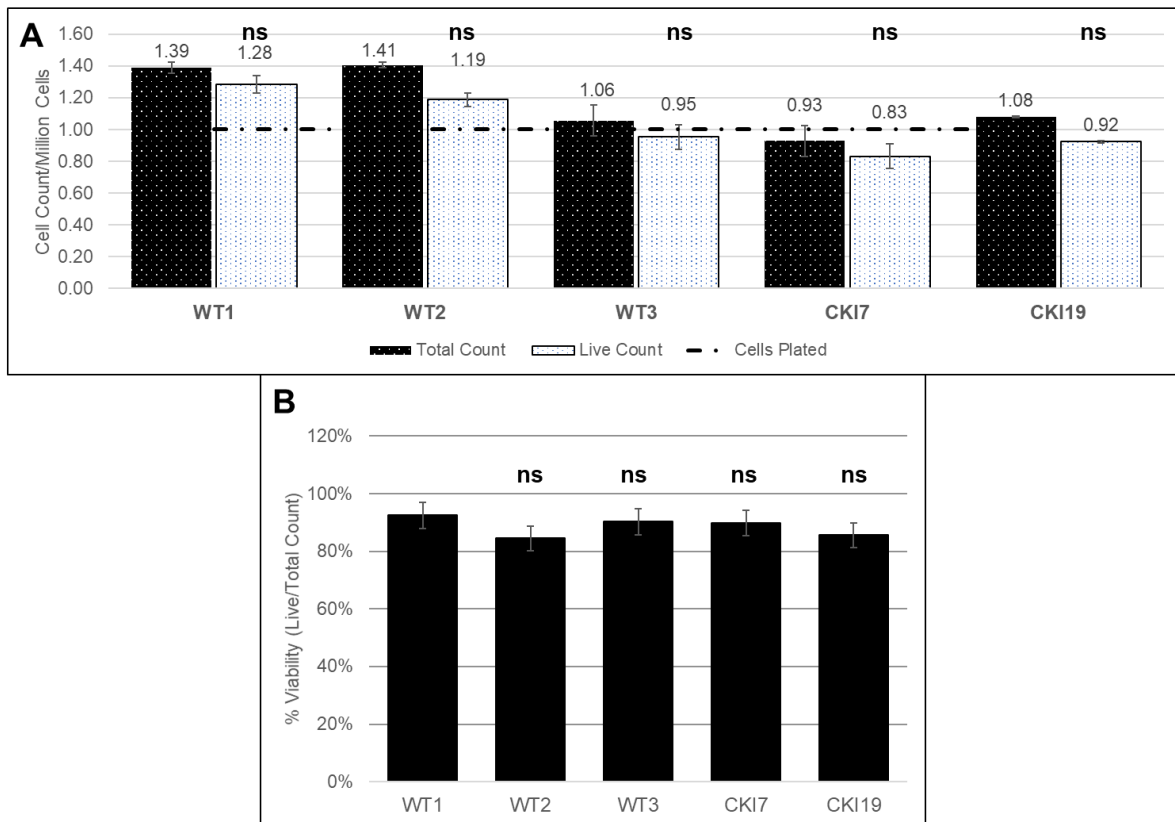 A
ns ns ns ns ns
1.39 1.28 1.41 1.19 1.06 0.95 0.93 0.83 1.08 0.92
Cell Count/Million Cells
1.60
1.40
1.20
1.00
0.80
0.60
0.40
0.20
0.00
WT1 WT2 WT3 CKI7 CKI19
Total Count Live Count Cells Plated
B
% Viability (Live/Total Count)
120%
100%
80%
60%
40%
20%
0%
ns ns ns ns
WT1 WT2 WT3 CKI7 CKI19